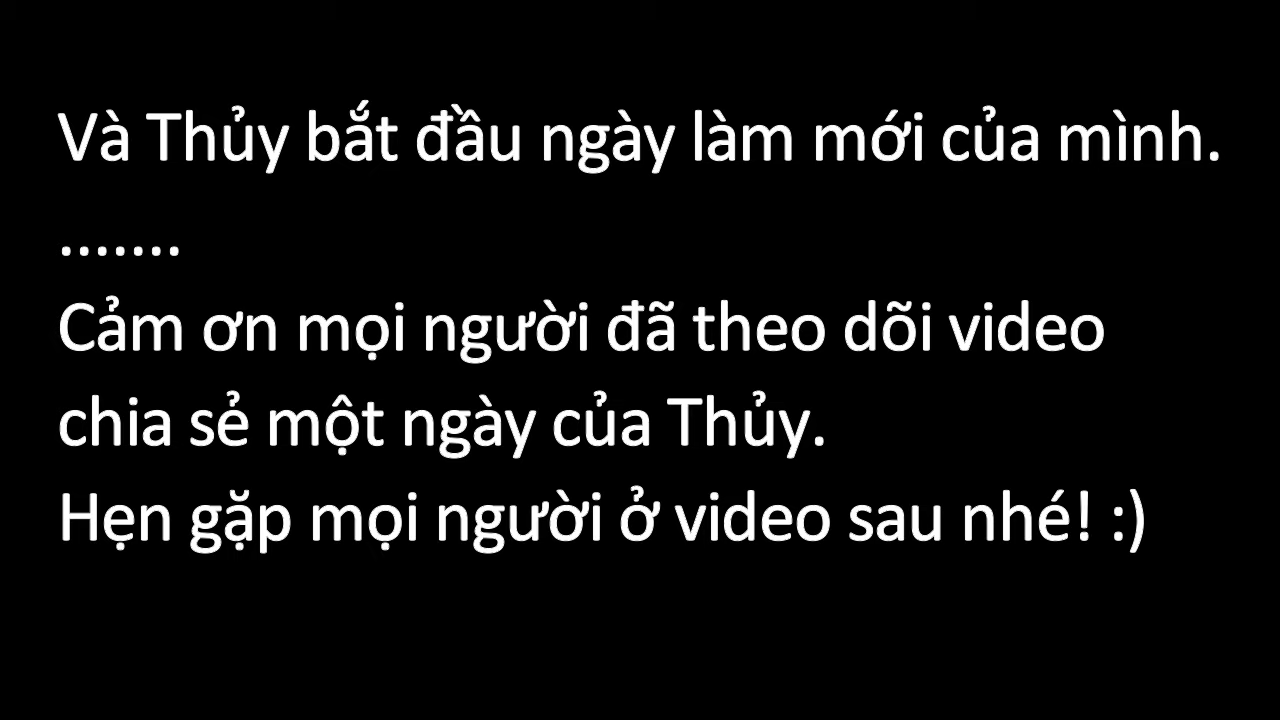 Và Thủy bắt đầu ngày làm mới của mình.
.......
Cảm ơn mọi người đã theo dõi video
chia sẻ một ngày của Thủy.
Hẹn gặp mọi người ở video sau nhé! :)